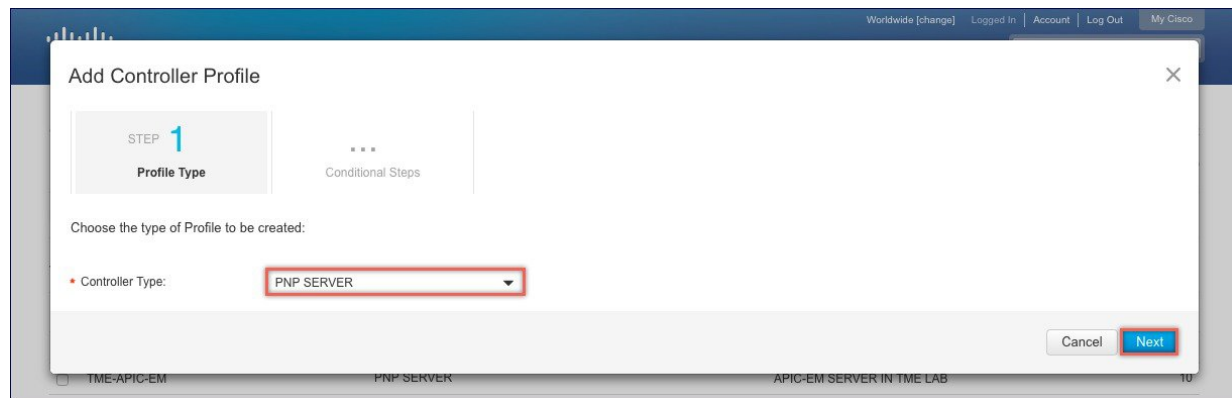 Worldwide [change] Logged In | Account | Log Out My Cisco
Add Controller Profile
STEP 1
Profile Type
...
Conditional Steps
Choose the type of Profile to be created:
• Controller Type: PNP SERVER
Cancel Next
TME-APIC-EM PNP SERVER APIC-EM SERVER IN TME LAB 10